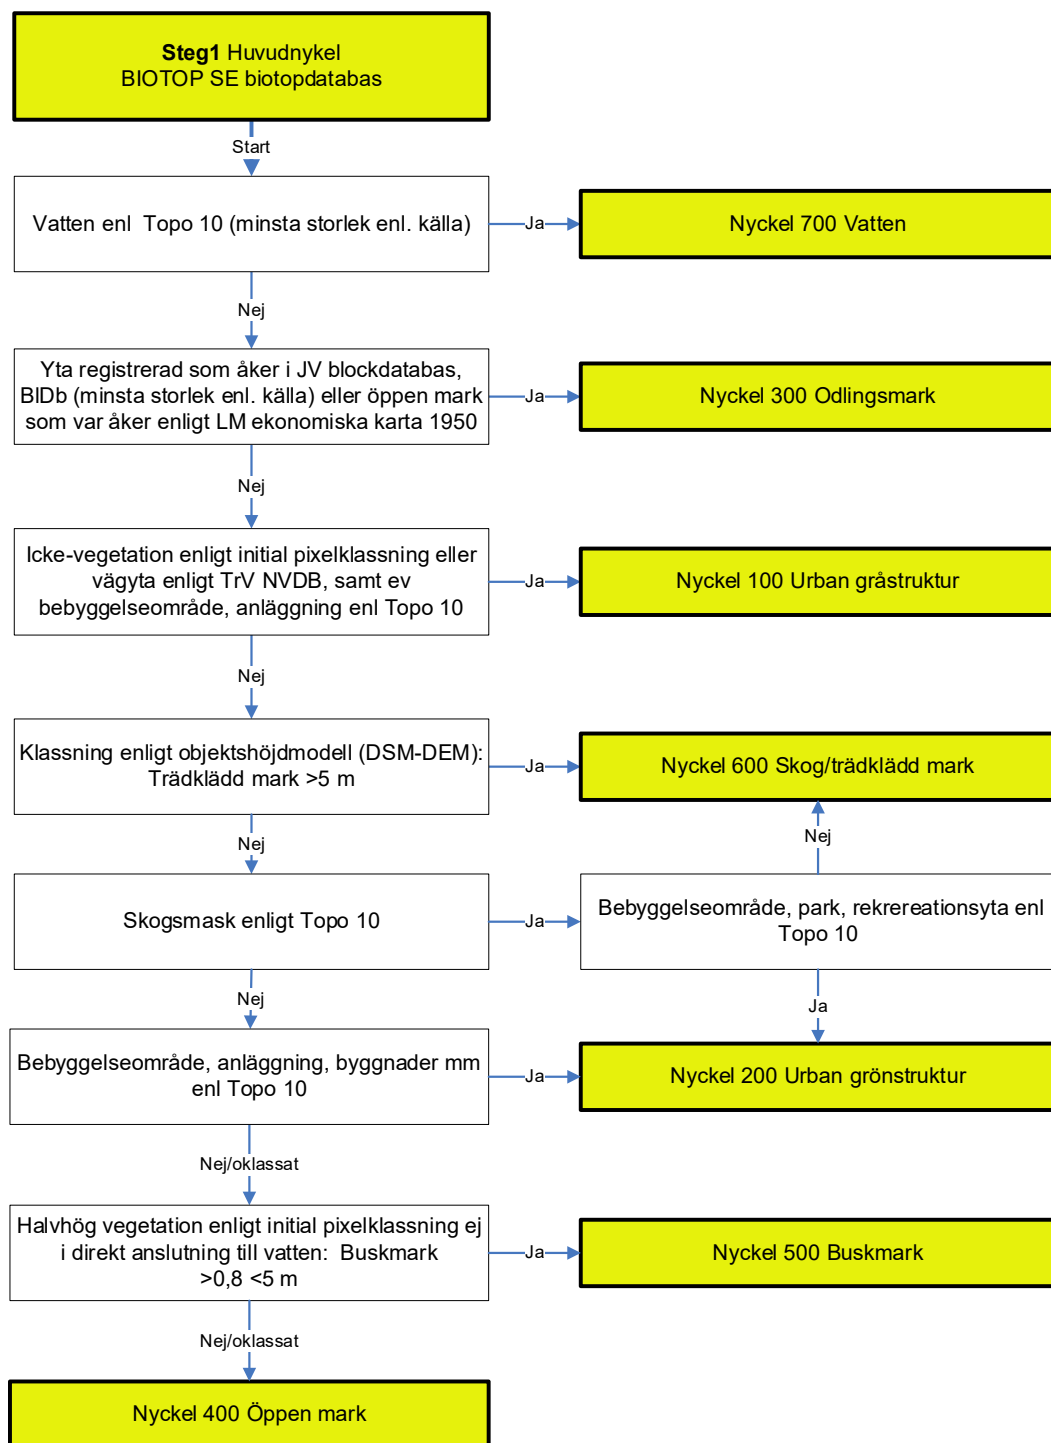 Steg1 Huvudnykel
BIOTOP SE biotopdatabas
Start
Vatten enl  Topo 10 (minsta storlek enl. källa)
Ja
Nyckel 700 Vatten
Nej
Yta registrerad som åker i JV blockdatabas,
BlDb (minsta storlek enl. källa) eller öppen mark
som var åker enligt LM ekonomiska karta 1950
Ja
Nyckel 300 Odlingsmark
Nej
Icke-vegetation enligt initial pixelklassning eller
vägyta enligt TrV NVDB, samt ev
bebyggelseområde, anläggning enl Topo 10
Ja
Nyckel 100 Urban gråstruktur
Nej
Klassning enligt objektshöjdmodell (DSM-DEM):
Trädklädd mark >5 m
Ja
Nyckel 600 Skog/trädklädd mark
Nej
Nej
Skogsmask enligt Topo 10
Ja
Bebyggelseområde, park, rekrereationsyta enl
Topo 10
Nej
Ja
Bebyggelseområde, anläggning, byggnader mm
enl Topo 10
Ja
Nyckel 200 Urban grönstruktur
Nej/oklassat
Halvhög vegetation enligt initial pixelklassning ej
i direkt anslutning till vatten:  Buskmark
>0,8 <5 m
Ja
Nyckel 500 Buskmark
Nej/oklassat
Nyckel 400 Öppen mark